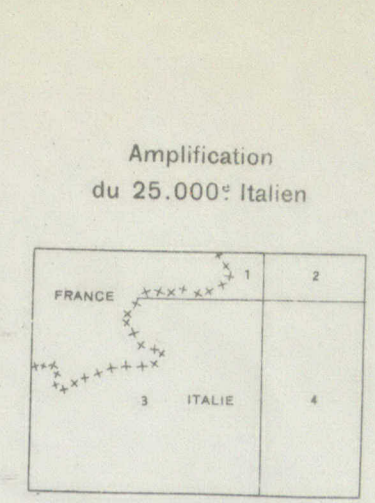 Amplification
du 25.000e Italien
1 2
FRANCE
3 ITALIE 4